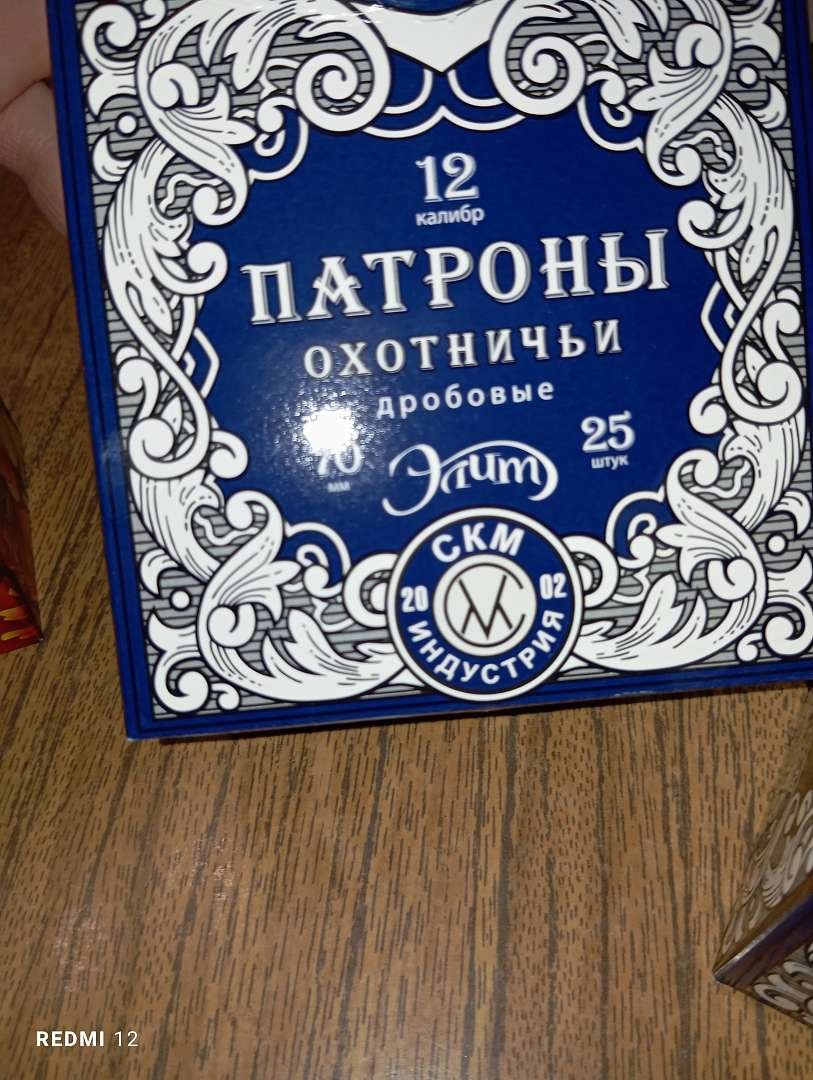 12
калибр
ПАТРОНЫ
ОХОТНИЧЬИ
дробовые
70
мм
Элит
25
штук
СКМ
20 02
ИНДУСТРИЯ
REDMI 12